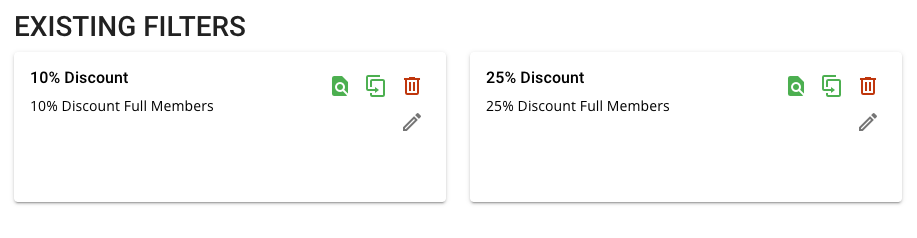 EXISTING FILTERS
10% Discount
10% Discount Full Members
25% Discount
25% Discount Full Members